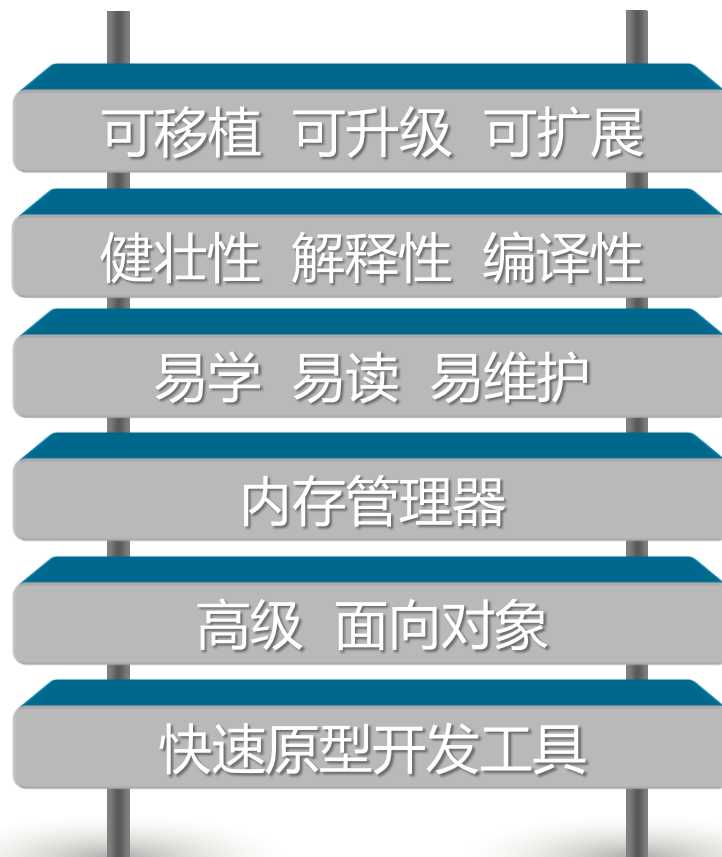 可移植 可升级 可扩展
健壮性 解释性 编译性
易学 易读 易维护
内存管理器
高级 面向对象
快速原型开发工具